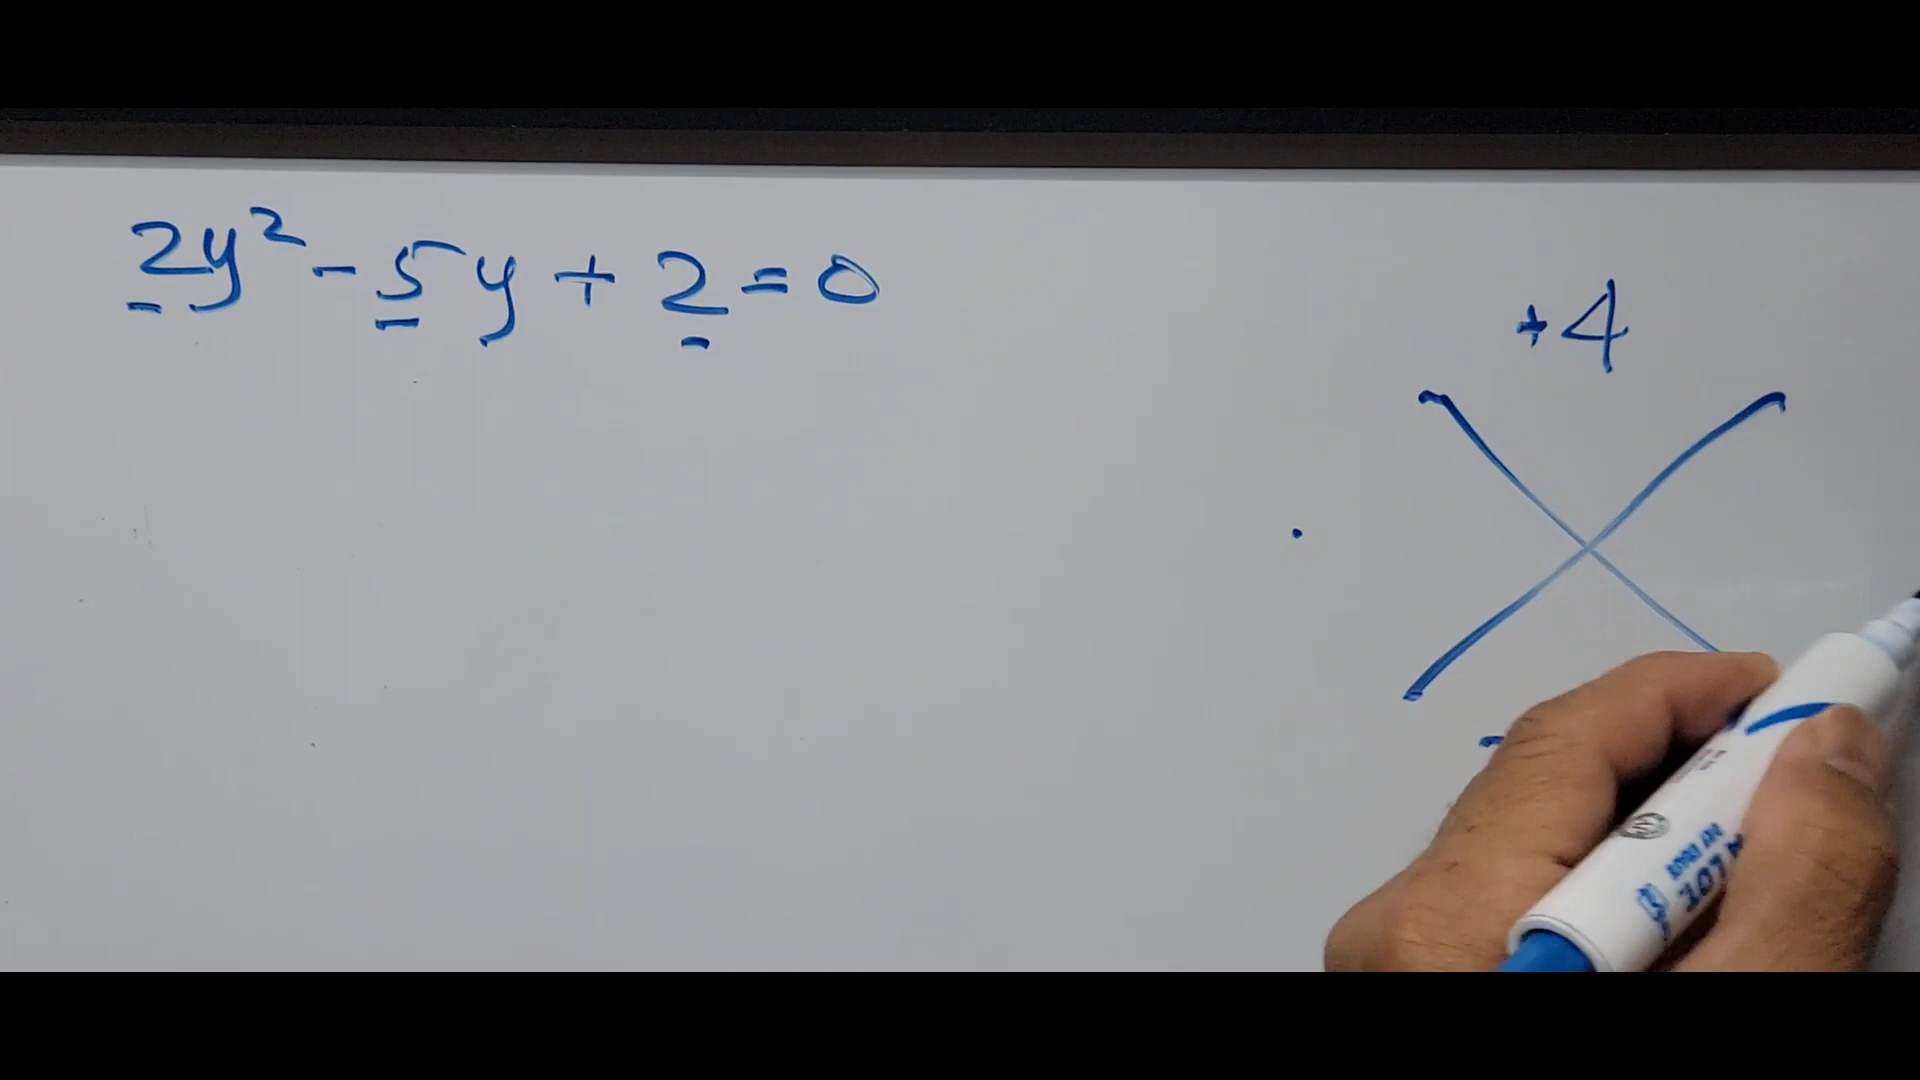 2y² - 5y + 2 = 0
+4